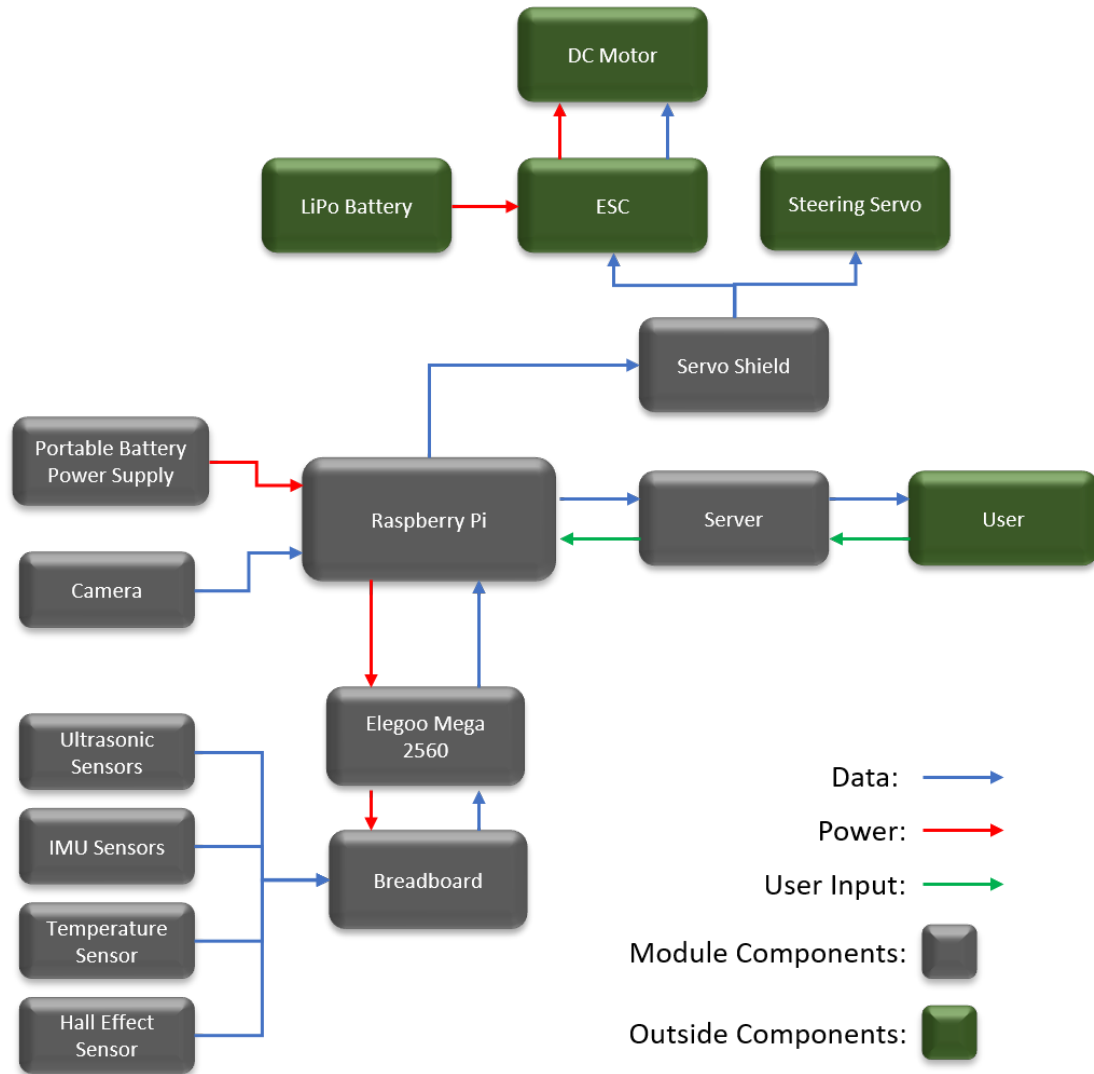 DC Motor
LiPo Battery
ESC
Steering Servo
Servo Shield
Portable Battery
Power Supply
Raspberry Pi
Server
User
Camera
Elegoo Mega
2560
Ultrasonic
Sensors
IMU Sensors
Breadboard
Temperature
Sensor
Hall Effect
Sensor
Data:
Power:
User Input:
Module Components:
Outside Components: